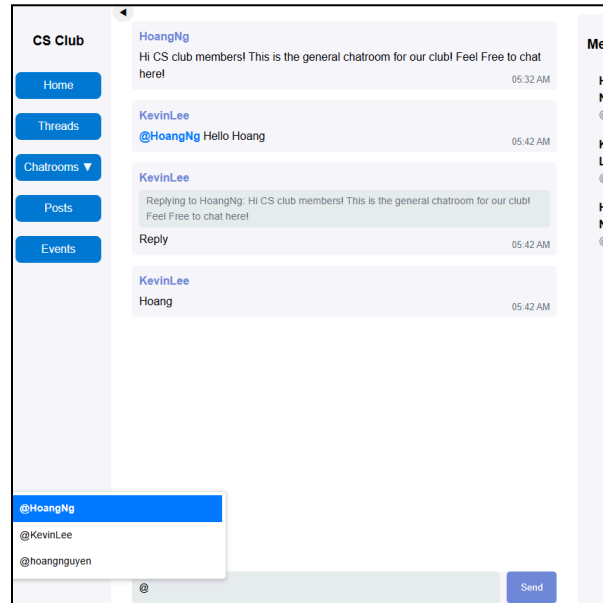 CS Club
Home
Threads
Chatrooms ▼
Posts
Events
◄
HoangNg
Hi CS club members! This is the general chatroom for our club! Feel Free to chat
here!
05:32 AM
KevinLee
@HoangNg Hello Hoang
05:42 AM
KevinLee
Replying to HoangNg: Hi CS club members! This is the general chatroom for our club!
Feel Free to chat here!
Reply
05:42 AM
KevinLee
Hoang
05:42 AM
@HoangNg
@KevinLee
@hoangnguyen
@
Send